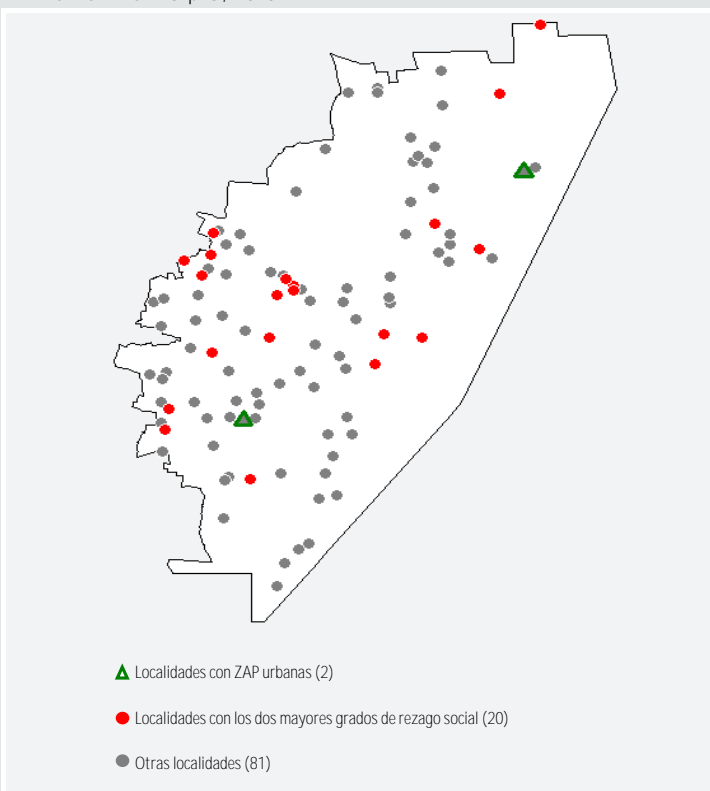 Localidades con ZAP urbanas (2)
Localidades con los dos mayores grados de rezago social (20)
Otras localidades (81)